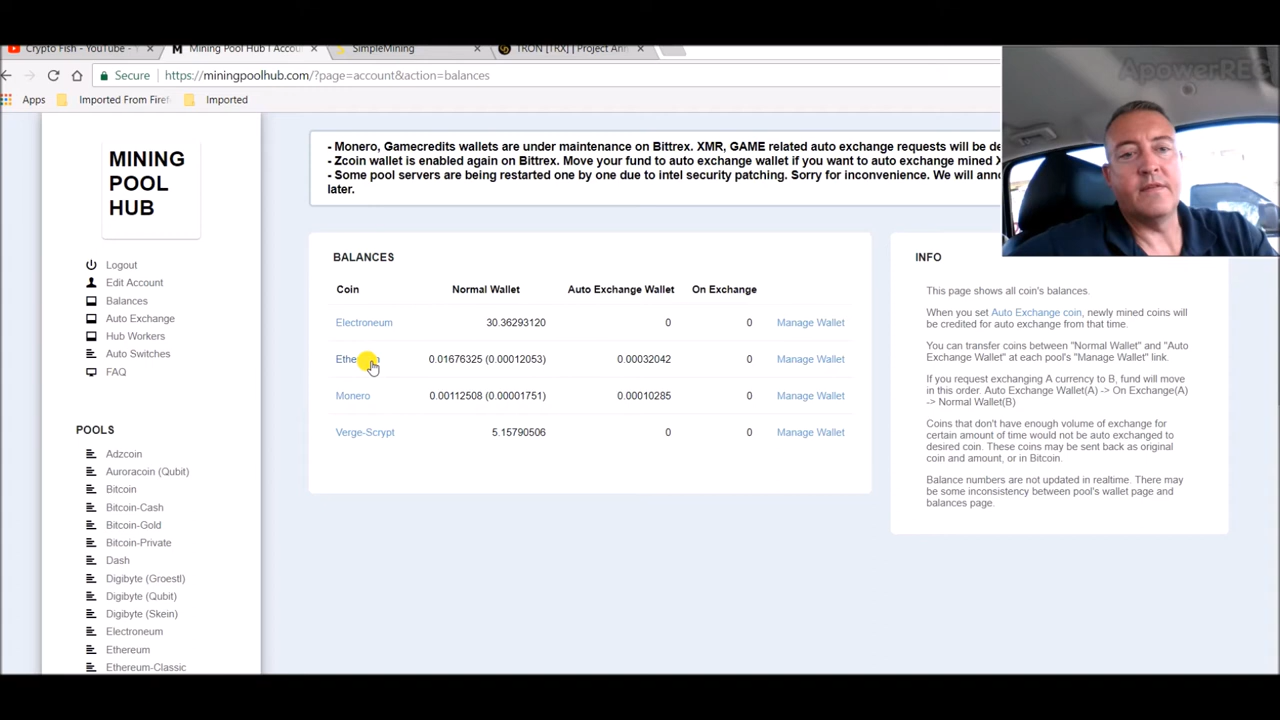 Crypto Fish - YouTube -
Mining Pool Hub | Accou
SimpleMining
TRON [TRX] | Project Ann
ApowerREC
Secure
https://miningpoolhub.com/?page=account&action=balances
Apps
Imported From Firef
Imported
MINING
POOL
HUB
- Monero, Gamecredits wallets are under maintenance on Bittrex. XMR, GAME related auto exchange requests will be de
- Zcoin wallet is enabled again on Bittrex. Move your fund to auto exchange wallet if you want to auto exchange mined X
- Some pool servers are being restarted one by one due to intel security patching. Sorry for inconvenience. We will anno
later.
Logout
Edit Account
Balances
Auto Exchange
Hub Workers
Auto Switches
FAQ
POOLS
Adzcoin
Auroracoin (Qubit)
Bitcoin
Bitcoin-Cash
Bitcoin-Gold
Bitcoin-Private
Dash
Digibyte (Groestl)
Digibyte (Qubit)
Digibyte (Skein)
Electroneum
Ethereum
Ethereum-Classic
BALANCES
Coin Normal Wallet Auto Exchange Wallet On Exchange
Electroneum 30.36293120 0 0 Manage Wallet
0.01676325 (0.00012053) 0.00032042 0 Manage Wallet
Monero 0.00112508 (0.00001751) 0.00010285 0 Manage Wallet
Verge-Scrypt 5.15790506 0 0 Manage Wallet
INFO
This page shows all coin's balances.
When you set Auto Exchange coin, newly mined coins
will be credited for auto exchange from that time.
You can transfer coins between "Normal Wallet" and "Auto
Exchange Wallet" at each pool's "Manage Wallet" link.
If you request exchanging A currency to B, fund will move
in this order. Auto Exchange Wallet(A) -> On Exchange(A)
-> Normal Wallet(B)
Coins that don't have enough volume of exchange for
certain amount of time would not be auto exchanged to
desired coin. These coins may be sent back as original
coin and amount, or in Bitcoin.
Balance numbers are not updated in realtime. There may
be some inconsistency between pool's wallet page and
balances page.